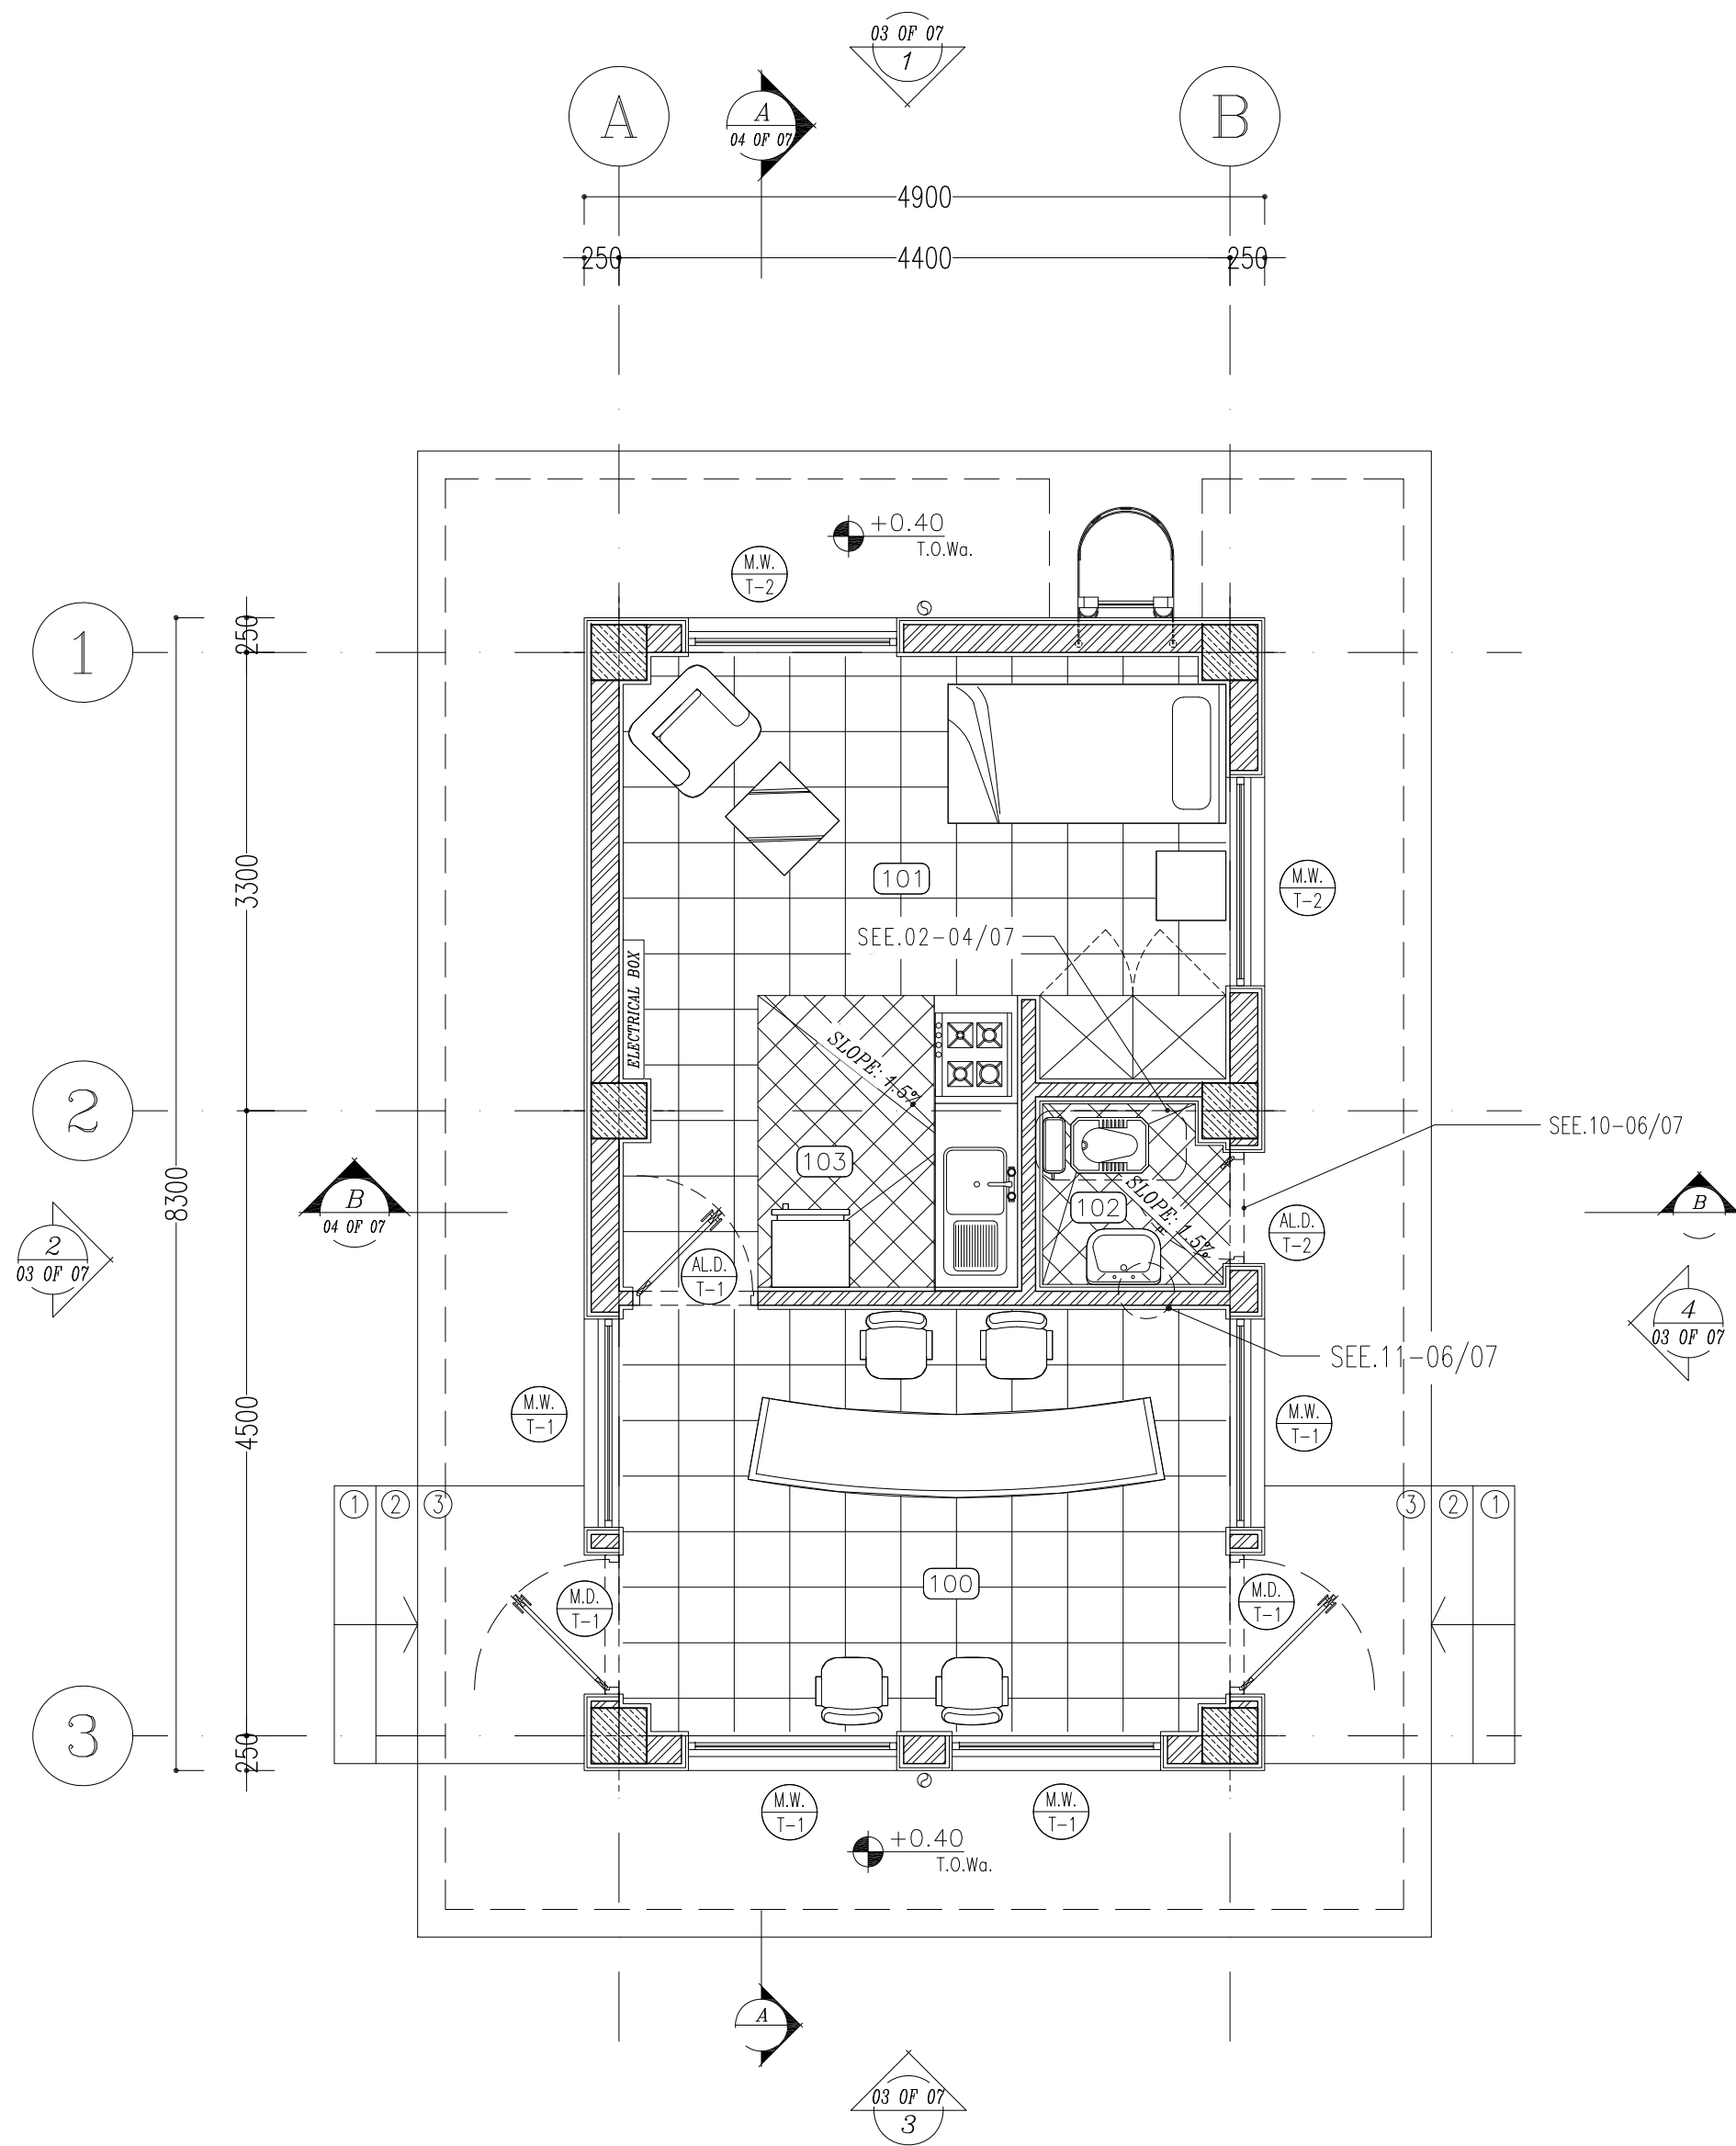 03 OF 07
1
A
A
04 OF 07
B
4900
250
4400
250
+0.40
T.O.Wa.
M.W.
T-2
1
250
101
M.W.
T-2
3300
SEE.02-04/07
ELECTRICAL BOX
SLOPE: 1.5%
2
SEE.10-06/07
103
8300
B
04 OF 07
102
SLOPE: 1.5%
B
2
03 OF 07
AL.D.
T-2
AL.D.
T-1
4
03 OF 07
SEE.11-06/07
M.W.
T-1
4500
M.W.
T-1
1
2
3
3
2
1
100
M.D.
T-1
M.D.
T-1
3
250
M.W.
T-1
M.W.
T-1
+0.40
T.O.Wa.
A
03 OF 07
3